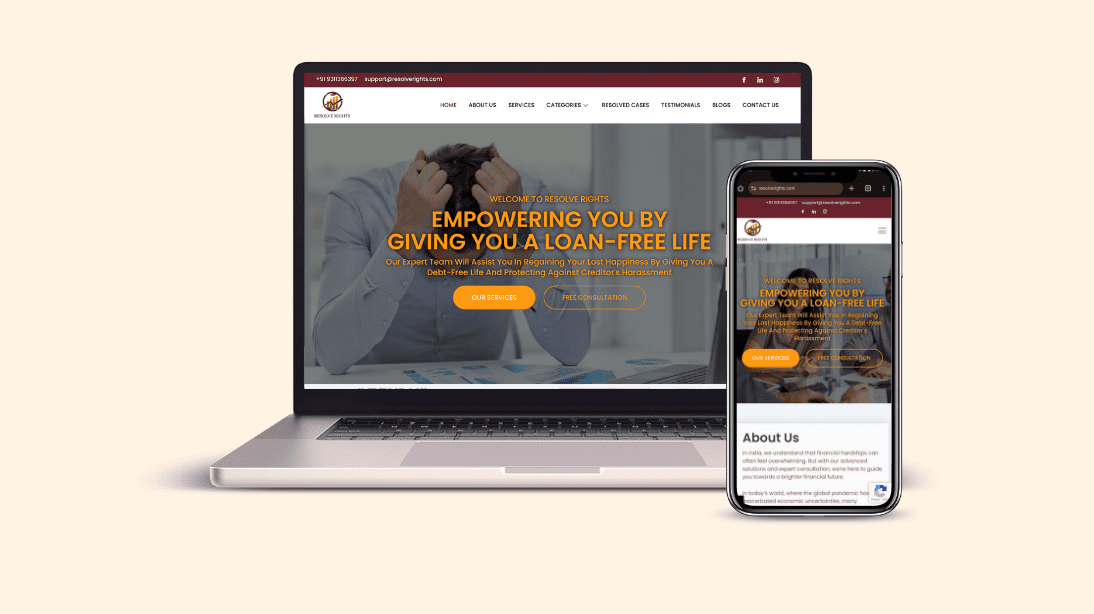 +91 9311366397 support@resolverights.com
RESOLVE RIGHTS
HOME ABOUT US SERVICES CATEGORIES RESOLVED CASES TESTIMONIALS BLOGS CONTACT US
WELCOME TO RESOLVE RIGHTS
EMPOWERING YOU BY
GIVING YOU A LOAN-FREE LIFE
Our Expert Team Will Assist You In Regaining Your Lost Happiness By Giving You A
Debt-Free Life And Protecting Against Creditor's Harassment
OUR SERVICES FREE CONSULTATION
resolverights.com
+91 9311366397 support@resolverights.com
RESOLVE RIGHTS
WELCOME TO RESOLVE RIGHTS
EMPOWERING YOU BY
GIVING YOU A LOAN-FREE LIFE
Our Expert Team Will Assist You In Regaining
Your Lost Happiness By Giving You A Debt-Free
Life And Protecting Against Creditor's
Harassment
OUR SERVICES FREE CONSULTATION
About Us
In India, we understand that financial hardships can
often feel overwhelming. But with our advanced
solutions and expert consultation, we're here to guide
you towards a brighter financial future.
In today's world, where the global pandemic has
exacerbated economic uncertainties, many